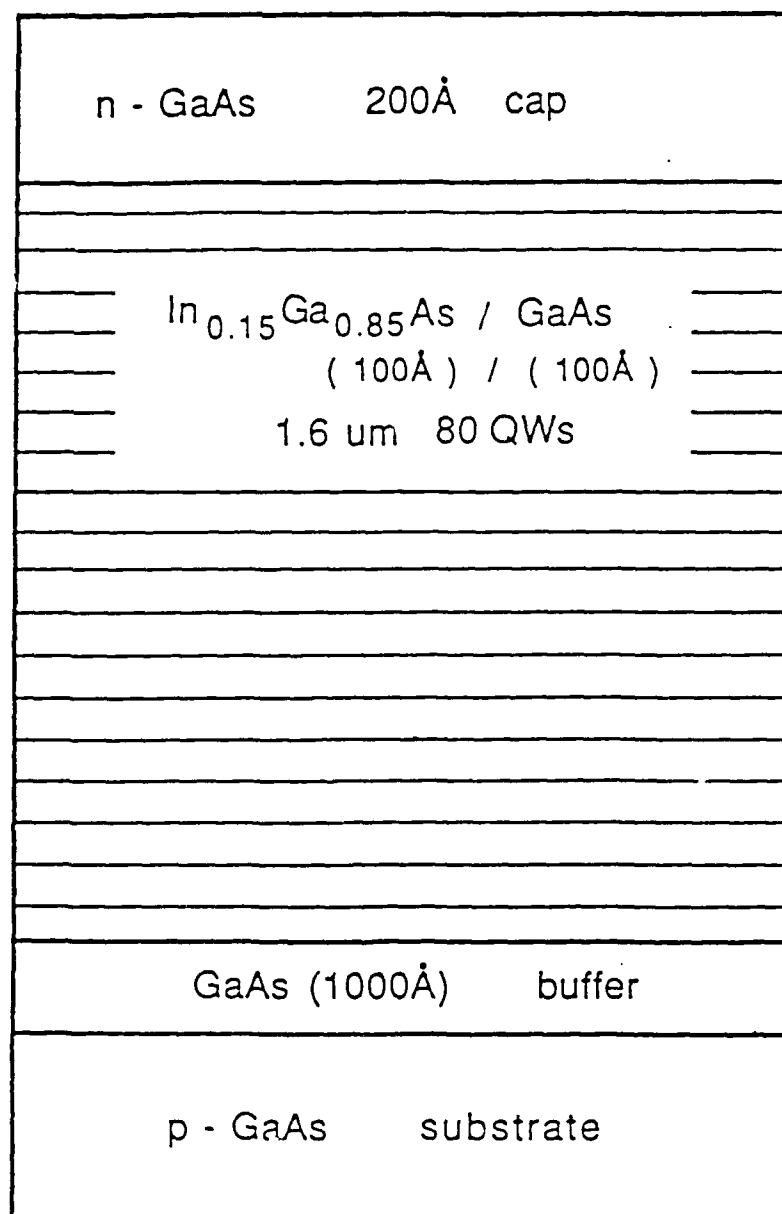 n - GaAs 200Å cap
In0.15Ga0.85As / GaAs
( 100Å ) / ( 100Å )
1.6 um 80 QWs
GaAs (1000Å) buffer
p - GaAs substrate